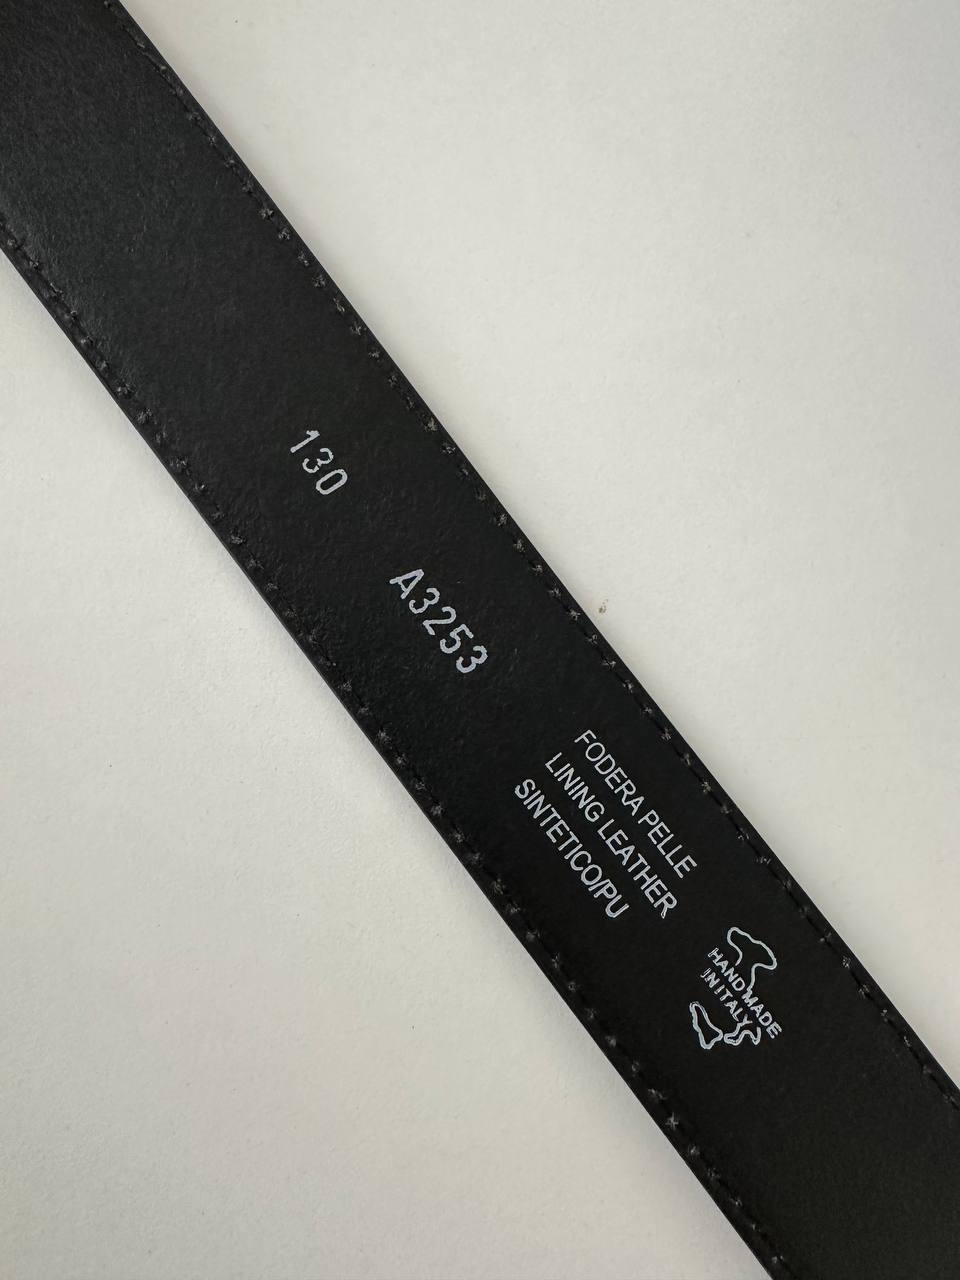 130
A3253
FODERA PELLE
LINING LEATHER
SINTETICO/PU
HAND MADE
IN ITALY